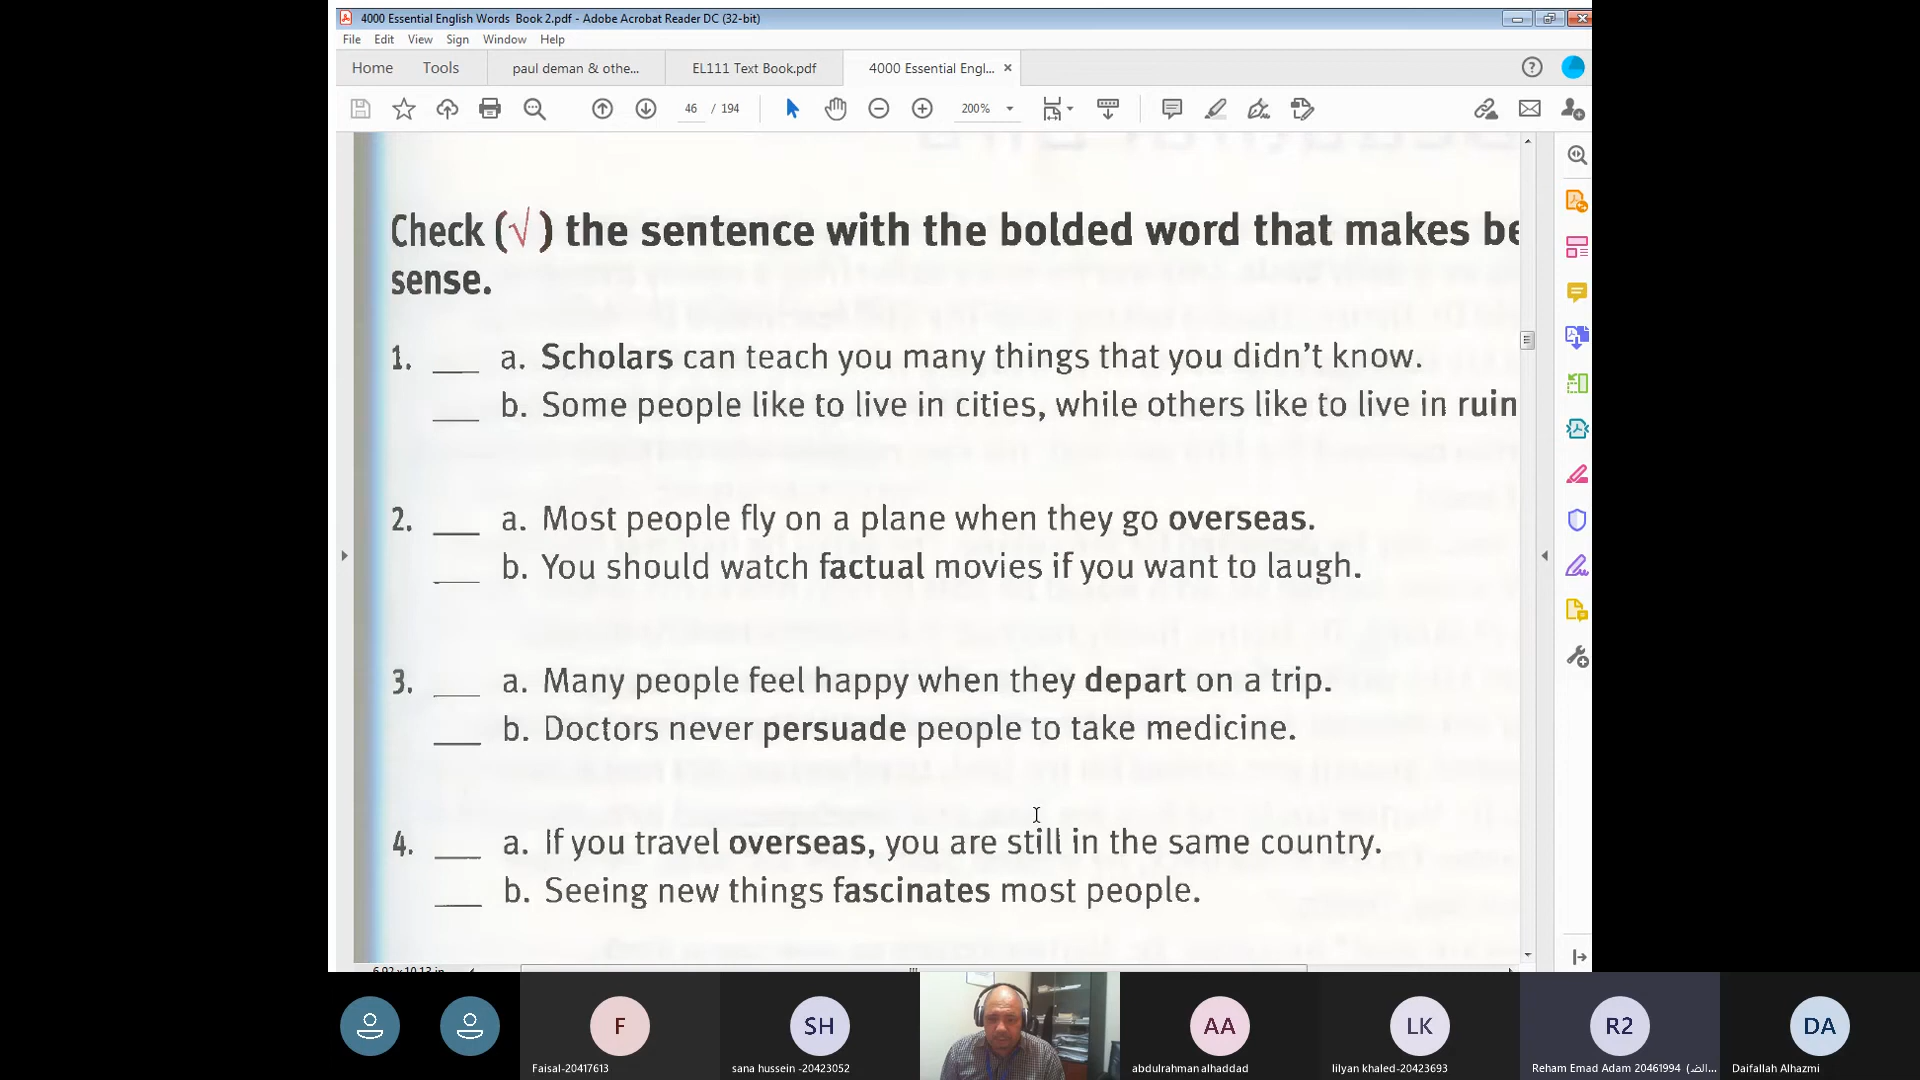 4000 Essential English Words Book 2.pdf - Adobe Acrobat Reader DC (32-bit)
File Edit View Sign Window Help
Home Tools paul deman & othe... EL111 Text Book.pdf 4000 Essential Engl... ×
46 / 194 200%
Check (√) the sentence with the bolded word that makes be
sense.
1. ___ a. Scholars can teach you many things that you didn't know.
___ b. Some people like to live in cities, while others like to live in ruin
2. ___ a. Most people fly on a plane when they go overseas.
___ b. You should watch factual movies if you want to laugh.
3. ___ a. Many people feel happy when they depart on a trip.
___ b. Doctors never persuade people to take medicine.
4. ___ a. If you travel overseas, you are still in the same country.
___ b. Seeing new things fascinates most people.
6.92 x 10.13 in
F SH AA LK R2 DA
Faisal-20417613 sana hussein -20423052 abdulrahman alhaddad lilyan khaled-20423693 Reham Emad Adam 20461994 Daifallah Alhazmi